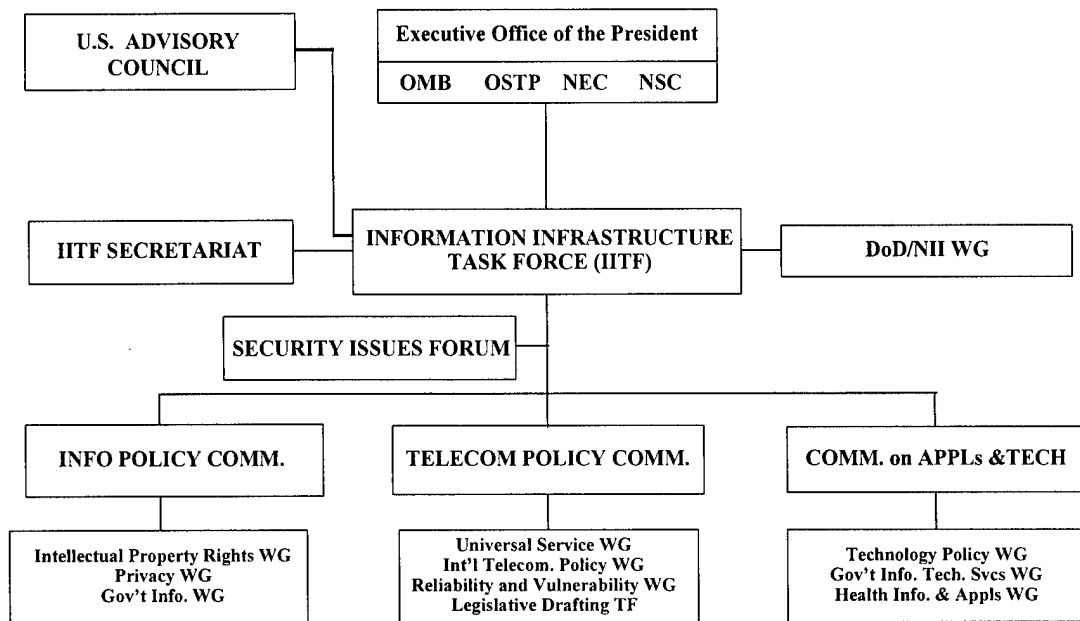 U.S. ADVISORY
COUNCIL
Executive Office of the President
OMB OSTP NEC NSC
IITF SECRETARIAT
INFORMATION INFRASTRUCTURE
TASK FORCE (IITF)
DoD/NII WG
SECURITY ISSUES FORUM
INFO POLICY COMM.
TELECOM POLICY COMM.
COMM. on APPLs &TECH
Intellectual Property Rights WG
Privacy WG
Gov't Info. WG
Universal Service WG
Int'l Telecom. Policy WG
Reliability and Vulnerability WG
Legislative Drafting TF
Technology Policy WG
Gov't Info. Tech. Svcs WG
Health Info. & Appls WG